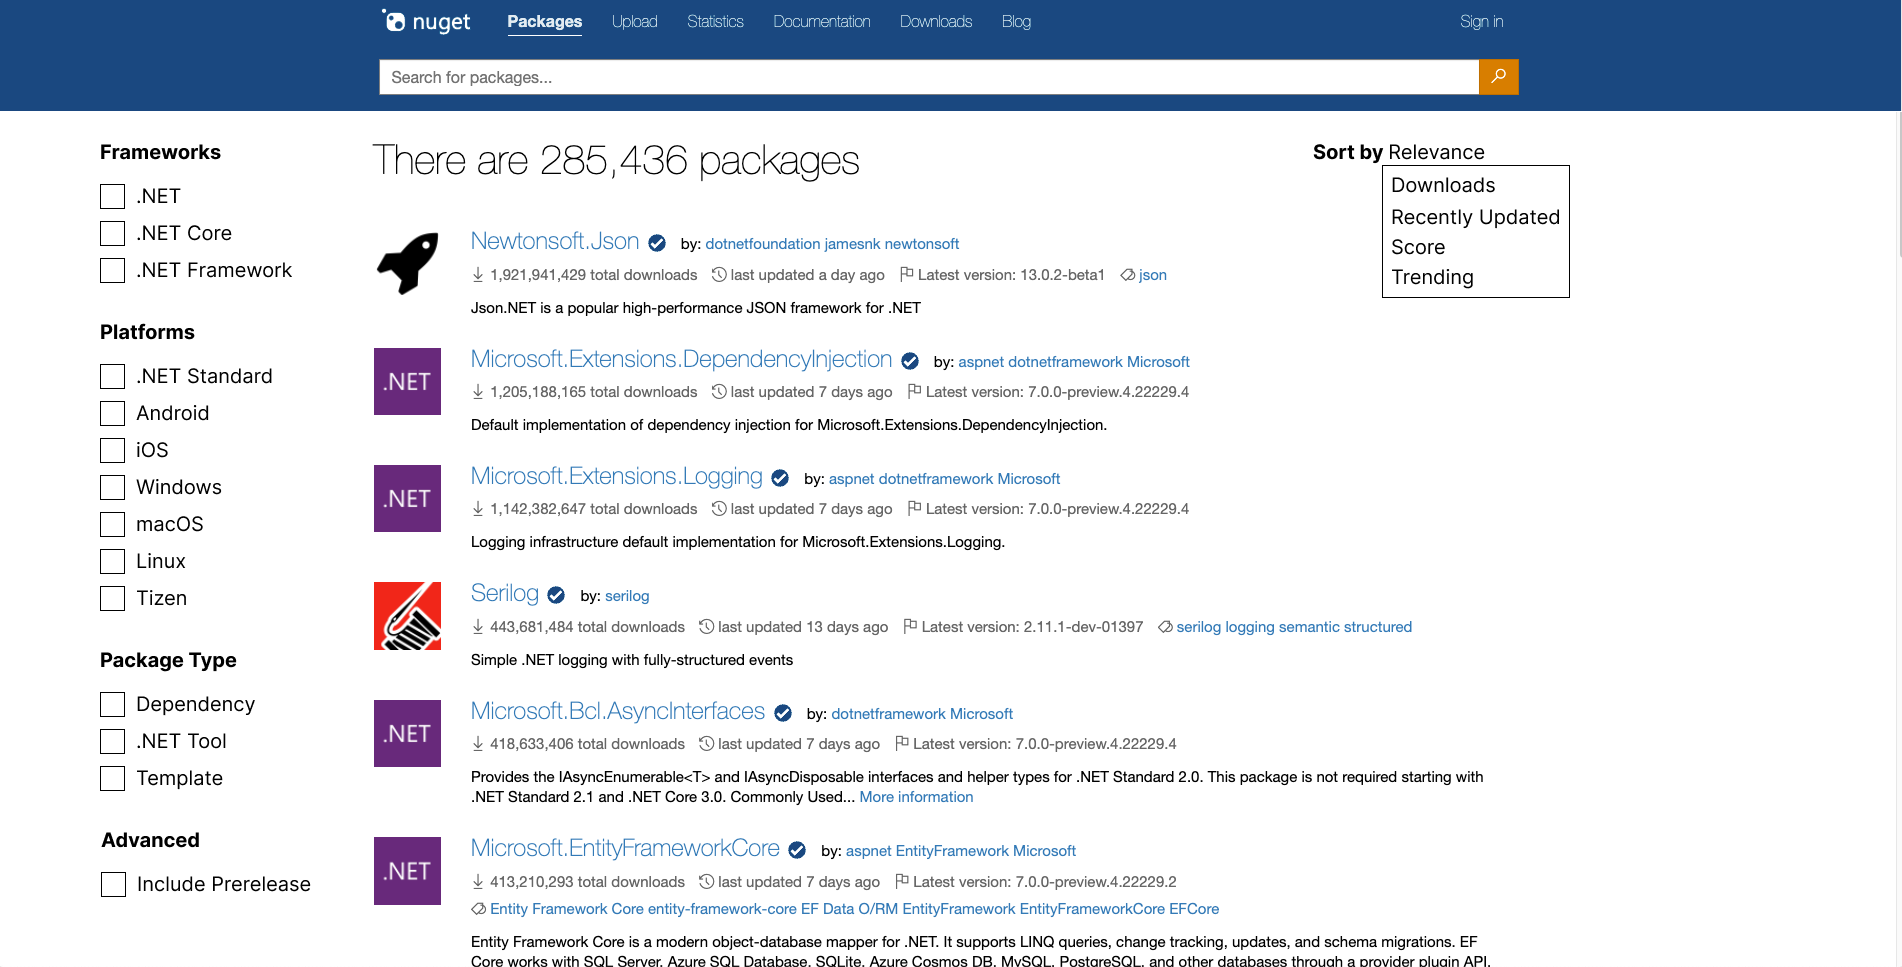 nuget Packages Upload Statistics Documentation Downloads Blog Sign in
Search for packages...
Frameworks
.NET
.NET Core
.NET Framework
Platforms
.NET Standard
Android
iOS
Windows
macOS
Linux
Tizen
Package Type
Dependency
.NET Tool
Template
Advanced
Include Prerelease
There are 285,436 packages
Sort by Relevance
Downloads
Recently Updated
Score
Trending
Newtonsoft.Json by: dotnetfoundation jamesnk newtonsoft
1,921,941,429 total downloads last updated a day ago Latest version: 13.0.2-beta1 json
Json.NET is a popular high-performance JSON framework for .NET
.NET
Microsoft.Extensions.DependencyInjection by: aspnet dotnetframework Microsoft
1,205,188,165 total downloads last updated 7 days ago Latest version: 7.0.0-preview.4.22229.4
Default implementation of dependency injection for Microsoft.Extensions.DependencyInjection.
.NET
Microsoft.Extensions.Logging by: aspnet dotnetframework Microsoft
1,142,382,647 total downloads last updated 7 days ago Latest version: 7.0.0-preview.4.22229.4
Logging infrastructure default implementation for Microsoft.Extensions.Logging.
Serilog by: serilog
443,681,484 total downloads last updated 13 days ago Latest version: 2.11.1-dev-01397 serilog logging semantic structured
Simple .NET logging with fully-structured events
.NET
Microsoft.Bcl.AsyncInterfaces by: dotnetframework Microsoft
418,633,406 total downloads last updated 7 days ago Latest version: 7.0.0-preview.4.22229.4
Provides the IAsyncEnumerable<T> and IAsyncDisposable interfaces and helper types for .NET Standard 2.0. This package is not required starting with
.NET Standard 2.1 and .NET Core 3.0. Commonly Used... More information
.NET
Microsoft.EntityFrameworkCore by: aspnet EntityFramework Microsoft
413,210,293 total downloads last updated 7 days ago Latest version: 7.0.0-preview.4.22229.2
Entity Framework Core entity-framework-core EF Data O/RM EntityFramework EntityFrameworkCore EFCore
Entity Framework Core is a modern object-database mapper for .NET. It supports LINQ queries, change tracking, updates, and schema migrations. EF
Core works with SQL Server, Azure SQL Database, SQLite, Azure Cosmos DB, MySQL, PostgreSQL, and other databases through a provider plugin API.